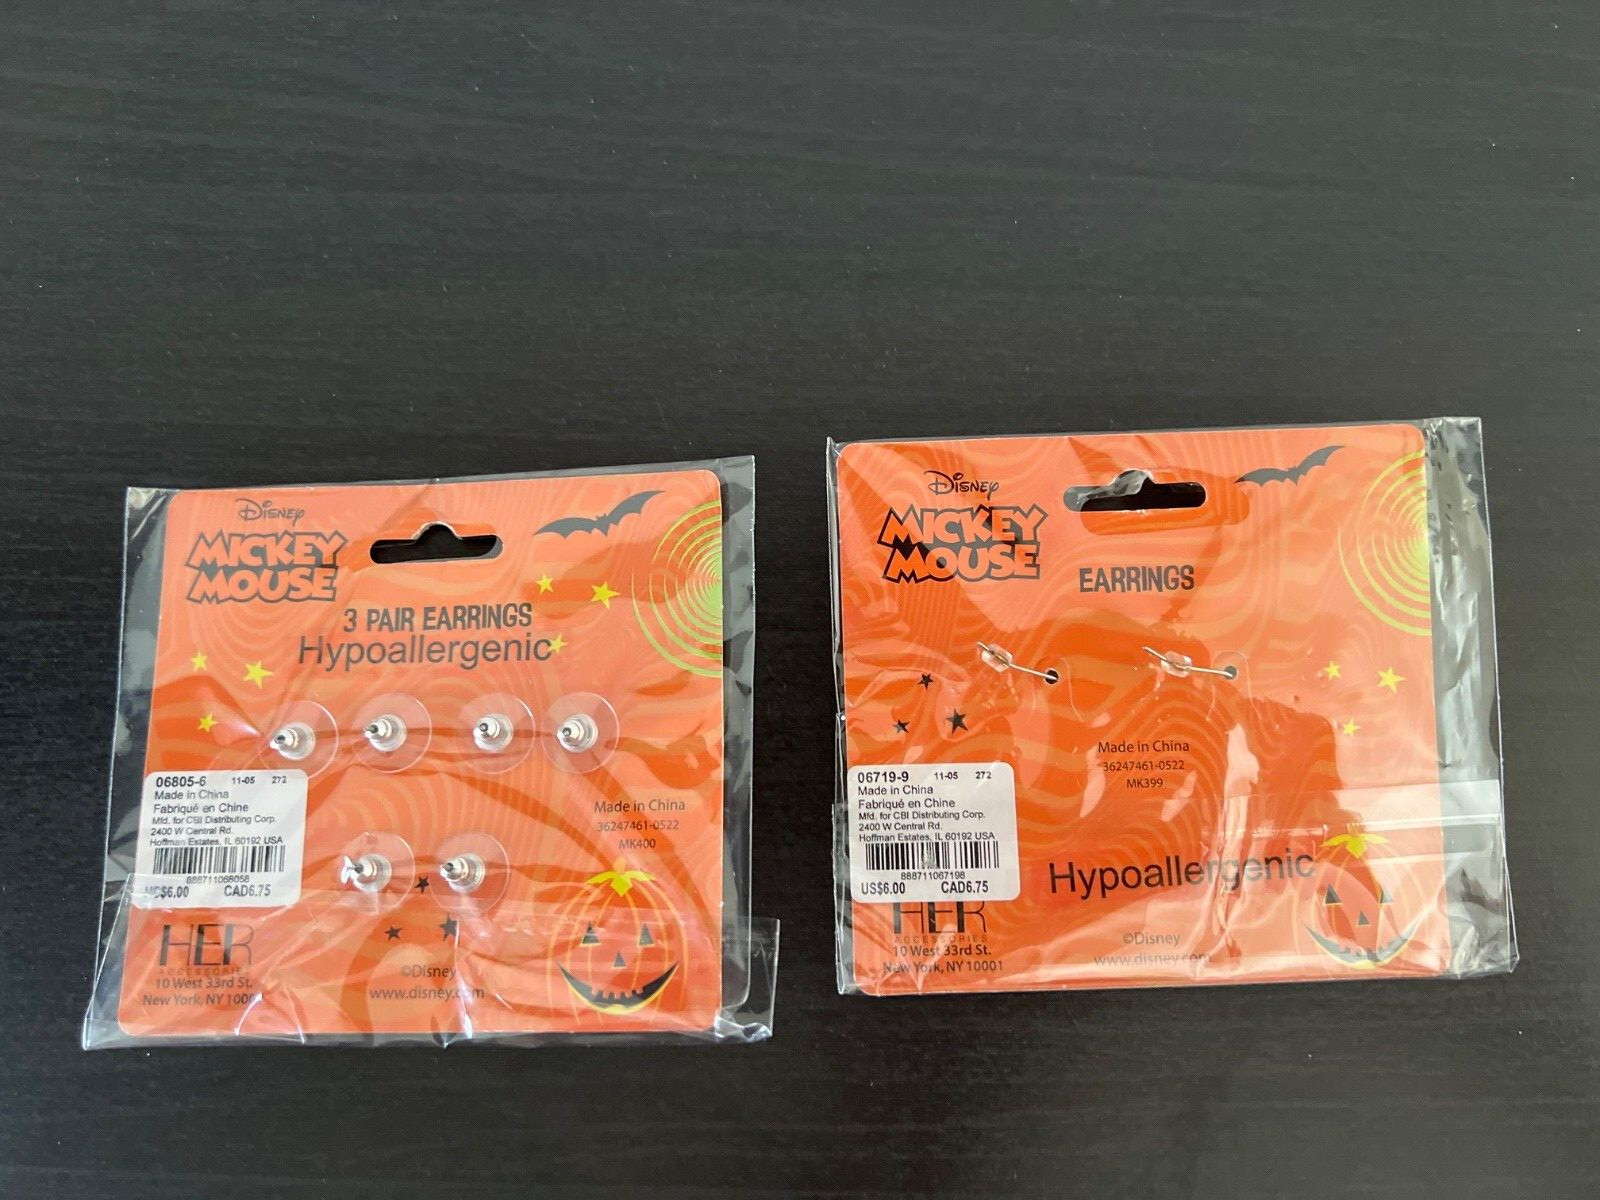 Disney
MICKEY
MOUSE
3 PAIR EARRINGS
Hypoallergenic
06805-6 11-05 272
Made in China
Fabriqué en Chine
Mfd. for CBI Distributing Corp.
2400 W Central Rd.
Hoffman Estates, IL 60192 USA
888711068058
US$6.00 CAD6.75
Made in China
36247461-0522
MK400
HER
ACCESSORIES
10 West 33rd St.
New York, NY 10001
©Disney
www.disney.com
Disney
MICKEY
MOUSE
EARRINGS
Made in China
36247461-0522
MK399
06719-9 11-05 272
Made in China
Fabriqué en Chine
Mfd. for CBI Distributing Corp.
2400 W Central Rd.
Hoffman Estates, IL 60192 USA
888711067198
US$6.00 CAD6.75
Hypoallergenic
HER
ACCESSORIES
10 West 33rd St.
New York, NY 10001
©Disney
www.disney.com